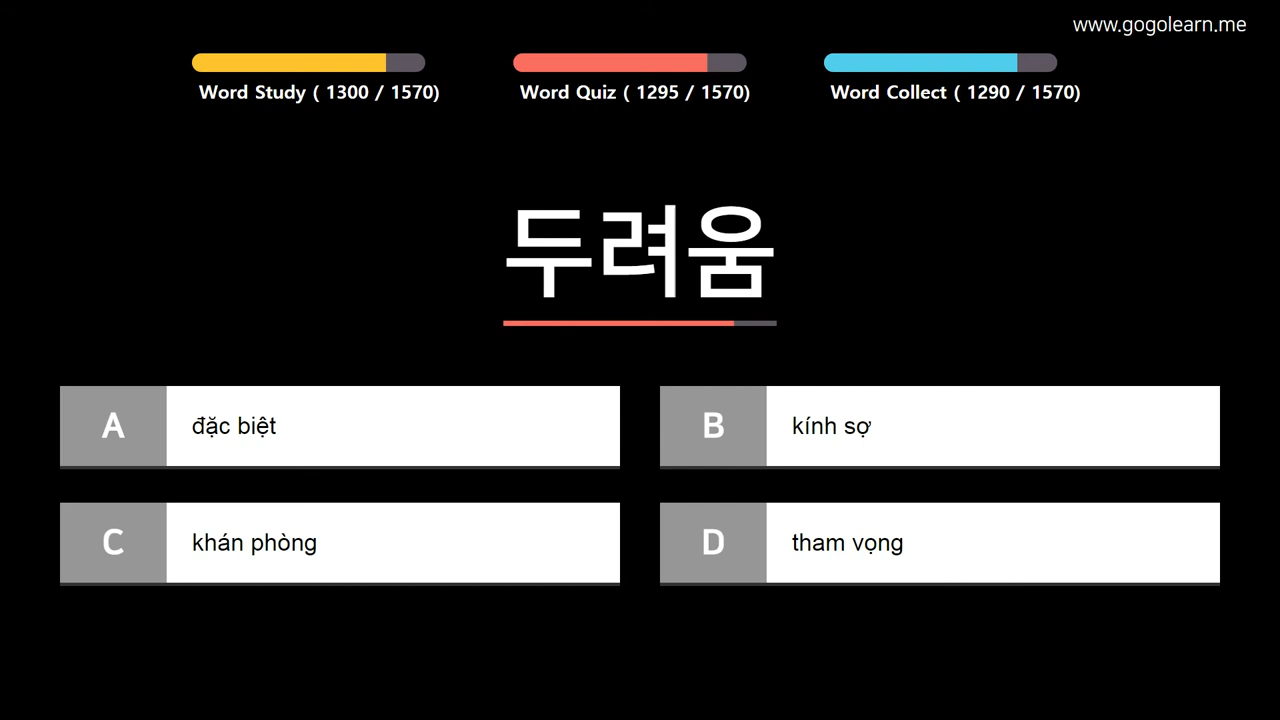 www.gogolearn.me
Word Study ( 1300 / 1570)
Word Quiz ( 1295 / 1570)
Word Collect ( 1290 / 1570)
두려움
A đặc biệt
B kính sợ
C khán phòng
D tham vọng